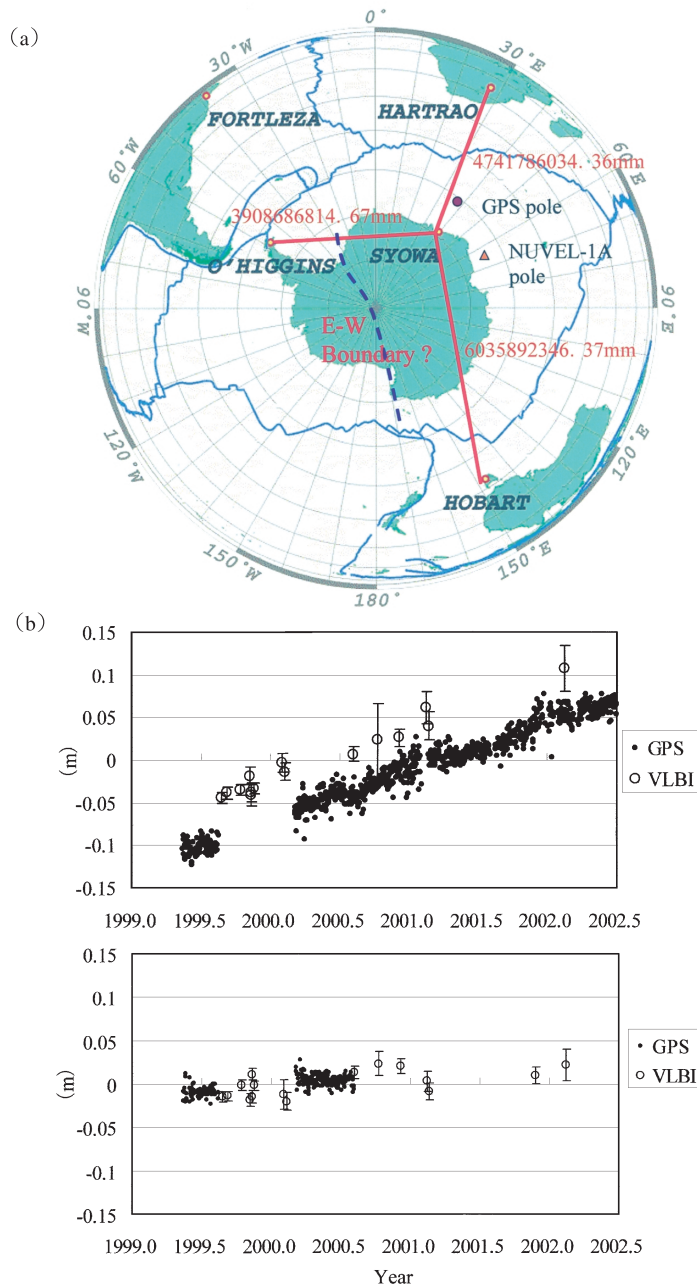 (a)
0°
30°W
30°E
FORTLEZA
HARTRAO
60°W
60°E
4741786034. 36mm
3908686814. 67mm
GPS pole
O'HIGGINS
SYOWA
NUVEL-1A
pole
90°W
90°E
E-W
Boundary ?
6035892346. 37mm
120°W
120°E
HOBART
150°W
150°E
180°
(b)
0.15
0.1
0.05
0
-0.05
-0.1
-0.15
(m)
GPS
VLBI
1999.0 1999.5 2000.0 2000.5 2001.0 2001.5 2002.0 2002.5
0.15
0.1
0.05
0
-0.05
-0.1
-0.15
(m)
GPS
VLBI
1999.0 1999.5 2000.0 2000.5 2001.0 2001.5 2002.0 2002.5
Year